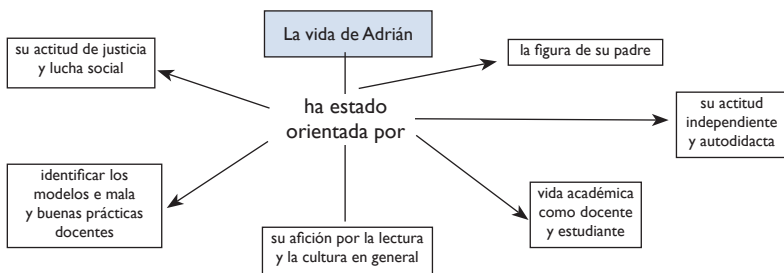 La vida de Adrián
su actitud de justicia
y lucha social
la figura de su padre
ha estado
orientada por
su actitud
independiente
y autodidacta
identificar los
modelos e mala
y buenas prácticas
docentes
su afición por la lectura
y la cultura en general
vida académica
como docente
y estudiante